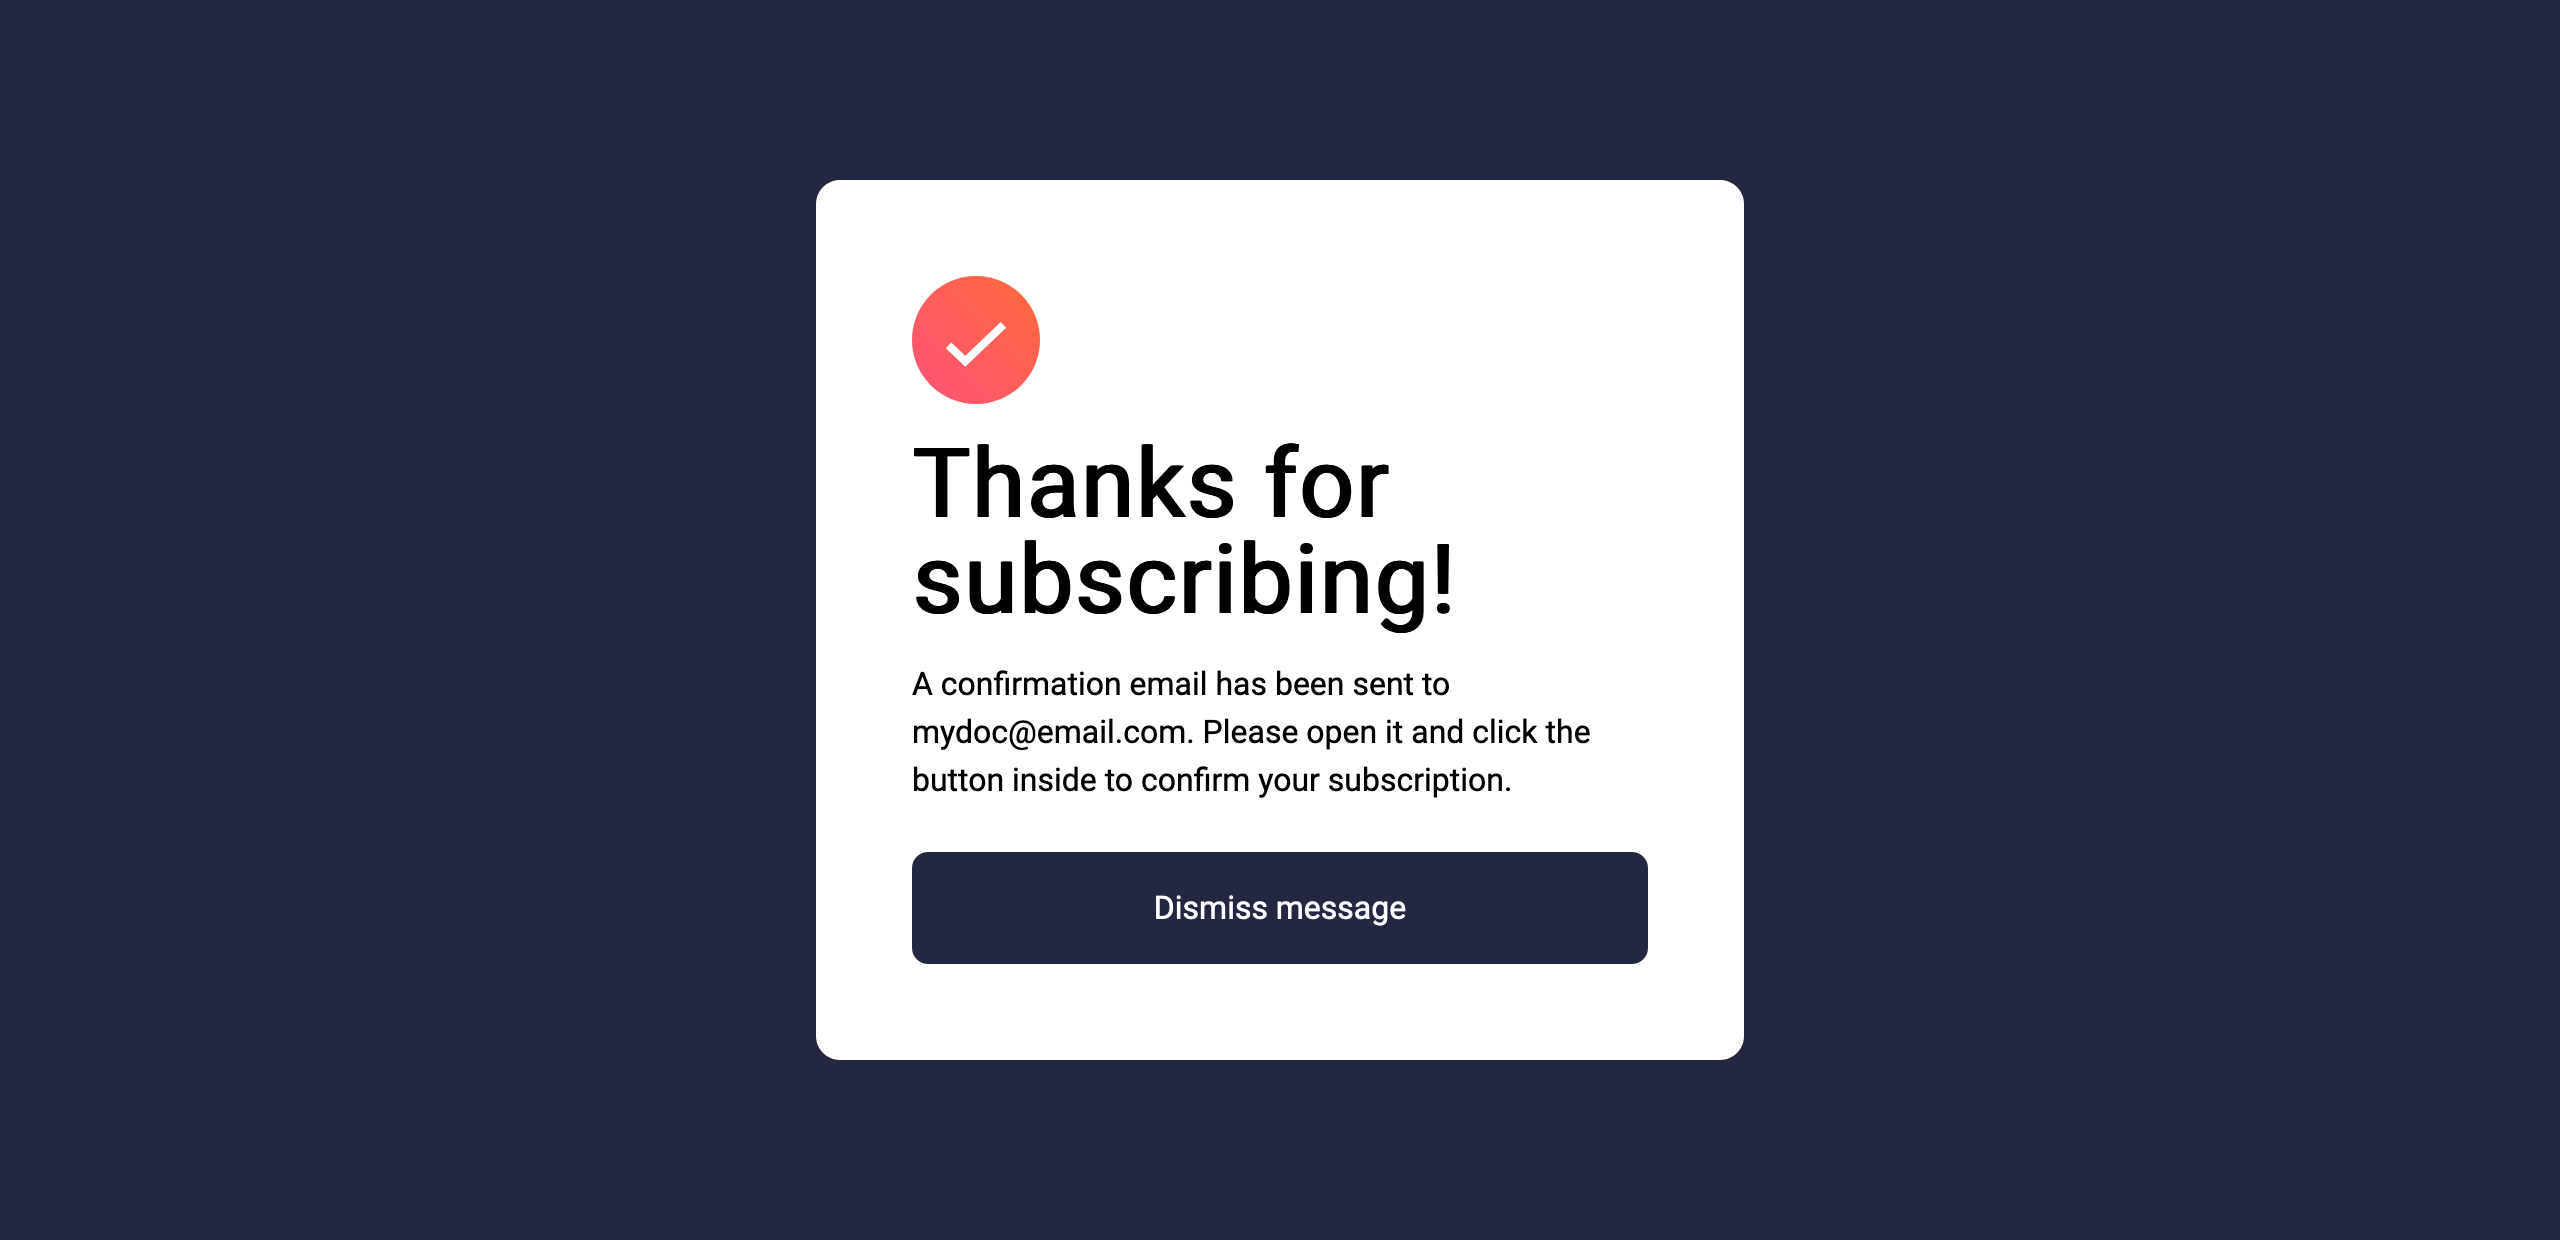 Thanks for
subscribing!
A confirmation email has been sent to
mydoc@email.com. Please open it and click the
button inside to confirm your subscription.
Dismiss message